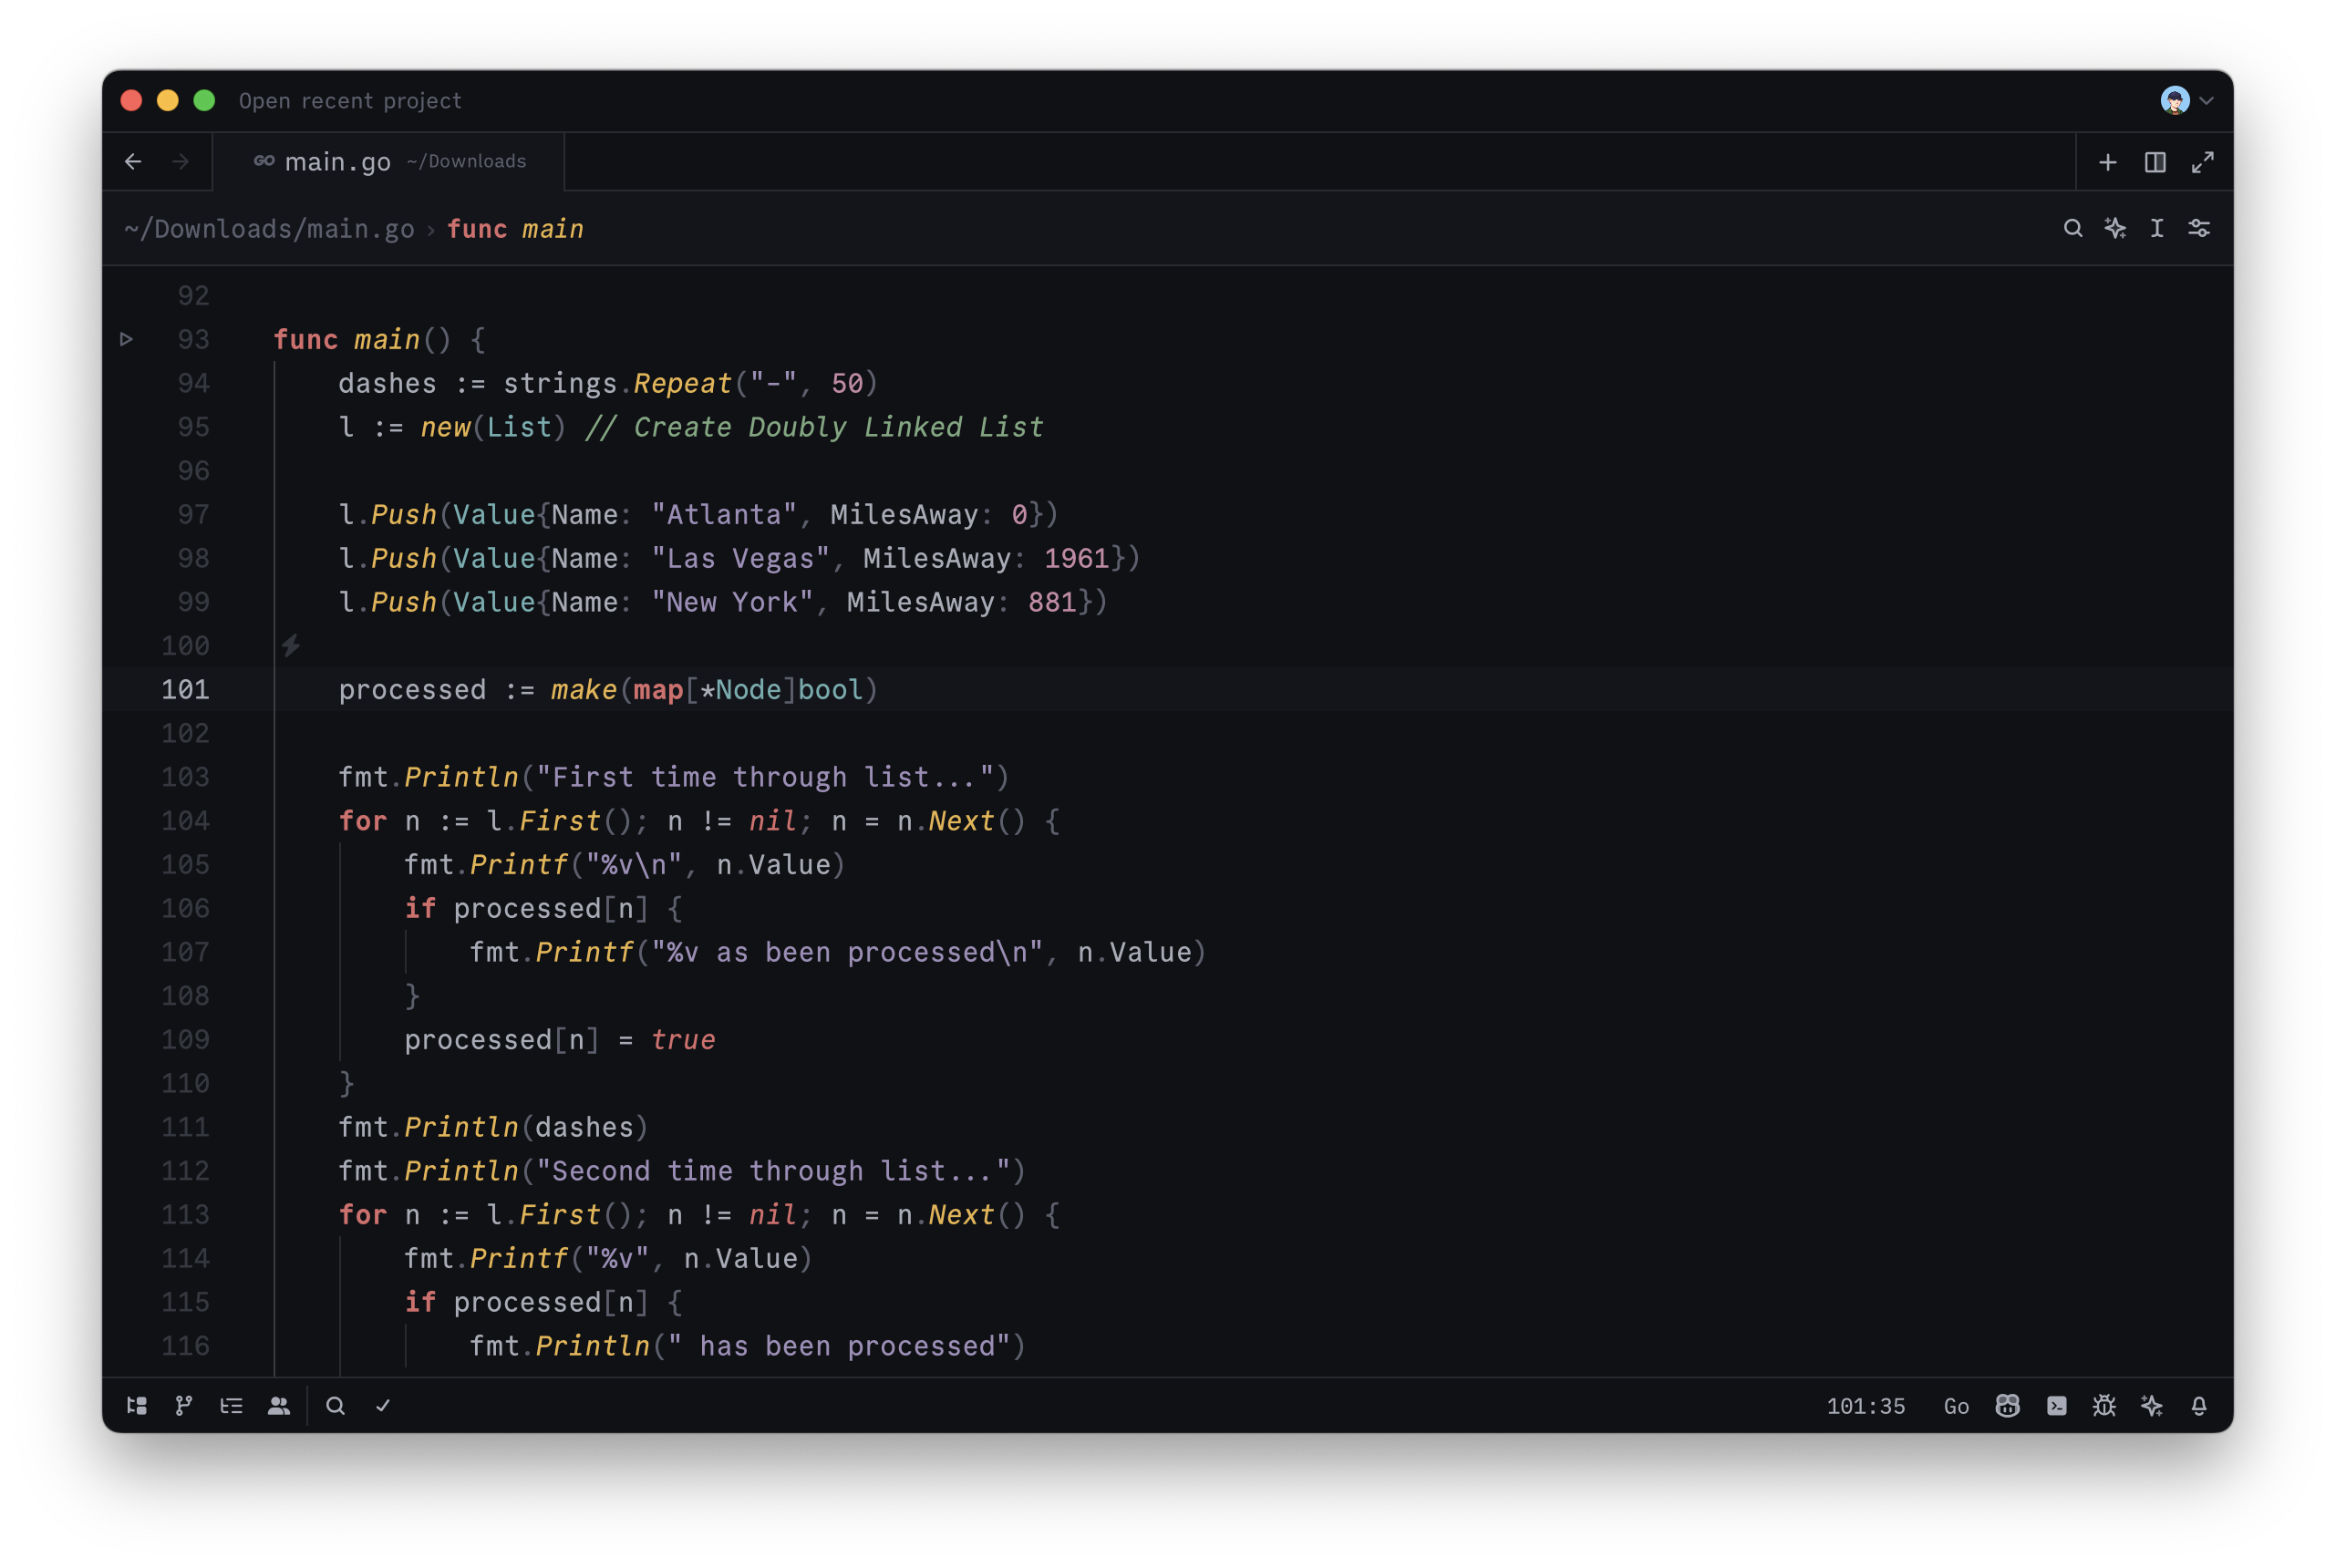 Open recent project
GO main.go ~/Downloads
~/Downloads/main.go › func main
92
93 func main() {
94     dashes := strings.Repeat("-", 50)
95     l := new(List) // Create Doubly Linked List
96
97     l.Push(Value{Name: "Atlanta", MilesAway: 0})
98     l.Push(Value{Name: "Las Vegas", MilesAway: 1961})
99     l.Push(Value{Name: "New York", MilesAway: 881})
100
101     processed := make(map[*Node]bool)
102
103     fmt.Println("First time through list...")
104     for n := l.First(); n != nil; n = n.Next() {
105         fmt.Printf("%v\n", n.Value)
106         if processed[n] {
107             fmt.Printf("%v as been processed\n", n.Value)
108         }
109         processed[n] = true
110     }
111     fmt.Println(dashes)
112     fmt.Println("Second time through list...")
113     for n := l.First(); n != nil; n = n.Next() {
114         fmt.Printf("%v", n.Value)
115         if processed[n] {
116             fmt.Println(" has been processed")
101:35 Go